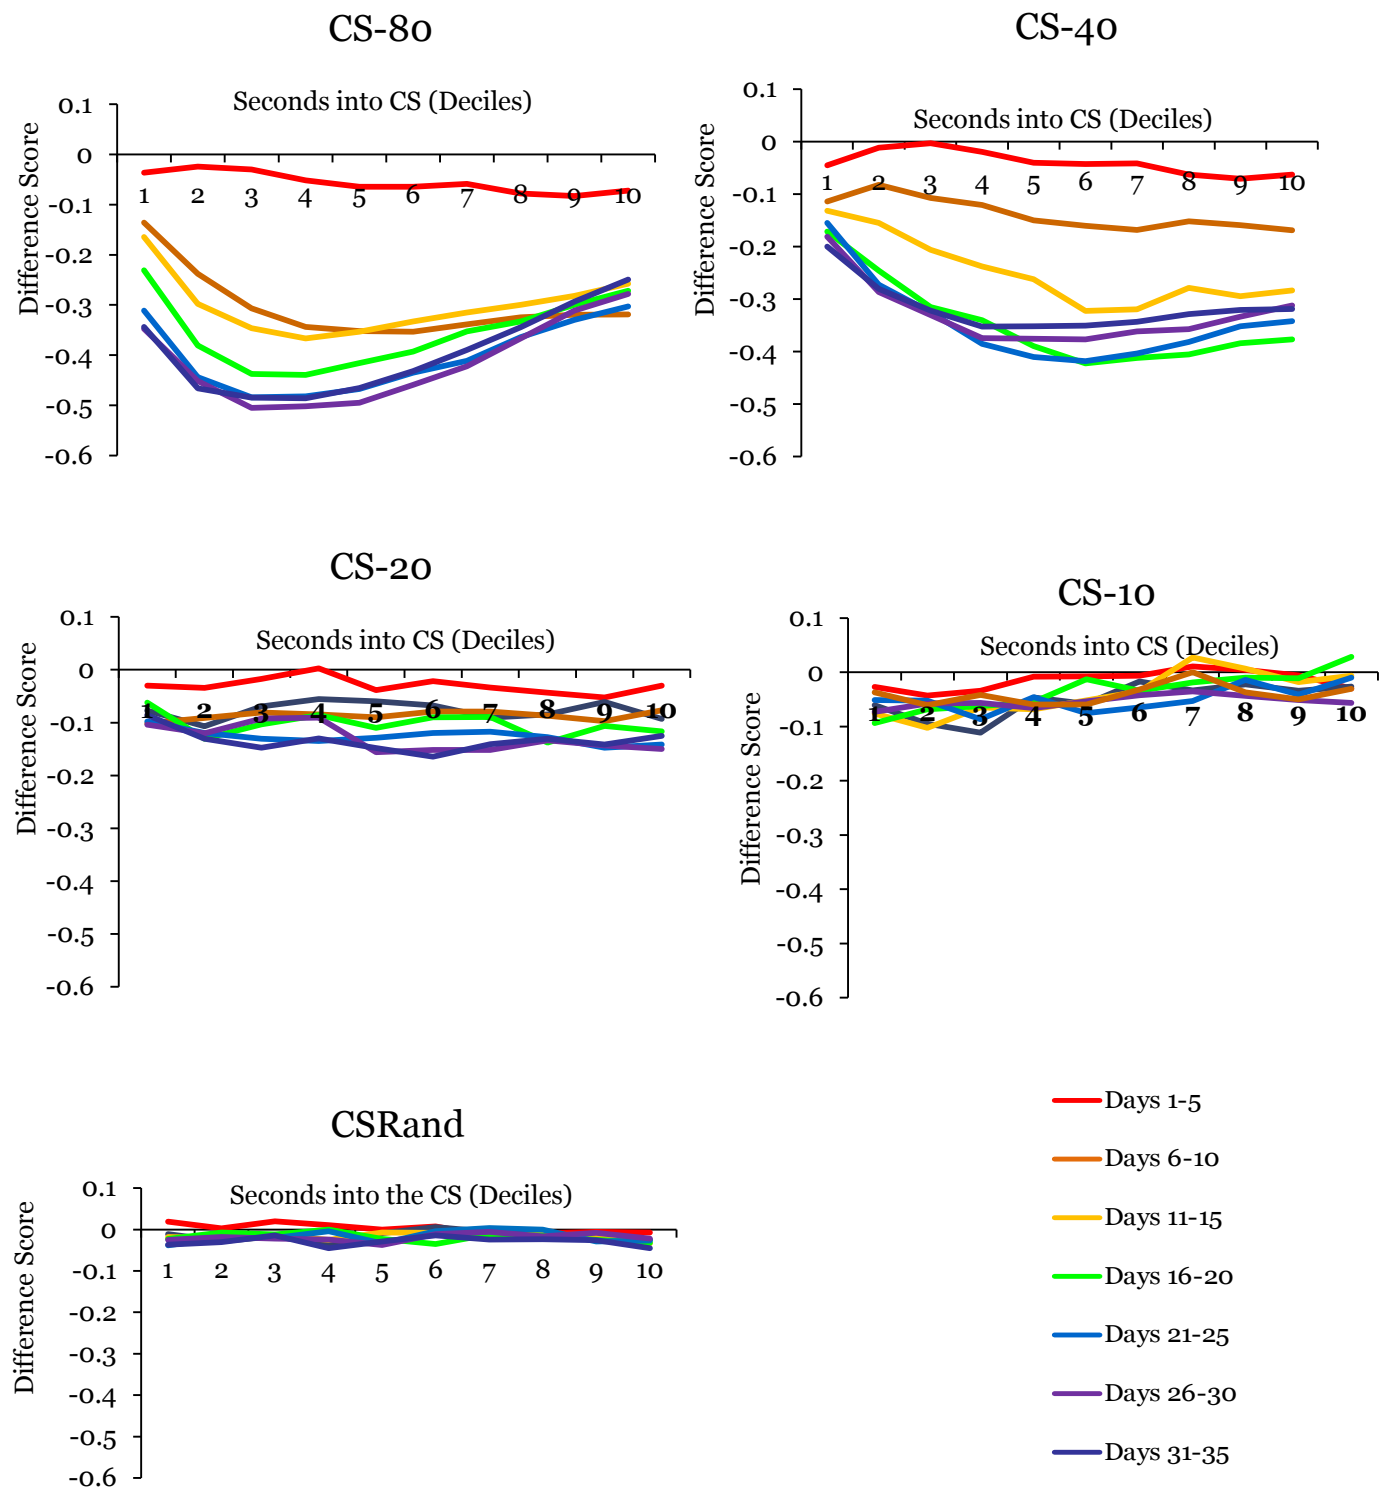 CS-80
Seconds into CS (Deciles)
Difference Score
0.1
0
-0.1
-0.2
-0.3
-0.4
-0.5
-0.6
1 2 3 4 5 6 7 8 9 10
CS-40
Seconds into CS (Deciles)
Difference Score
0.1
0
-0.1
-0.2
-0.3
-0.4
-0.5
-0.6
1 2 3 4 5 6 7 8 9 10
CS-20
Seconds into CS (Deciles)
Difference Score
0.1
0
-0.1
-0.2
-0.3
-0.4
-0.5
-0.6
1 2 3 4 5 6 7 8 9 10
CS-10
Seconds into CS (Deciles)
Difference Score
0.1
0
-0.1
-0.2
-0.3
-0.4
-0.5
-0.6
1 2 3 4 5 6 7 8 9 10
CSRand
Seconds into the CS (Deciles)
Difference Score
0.1
0
-0.1
-0.2
-0.3
-0.4
-0.5
-0.6
1 2 3 4 5 6 7 8 9 10
Days 1-5
Days 6-10
Days 11-15
Days 16-20
Days 21-25
Days 26-30
Days 31-35